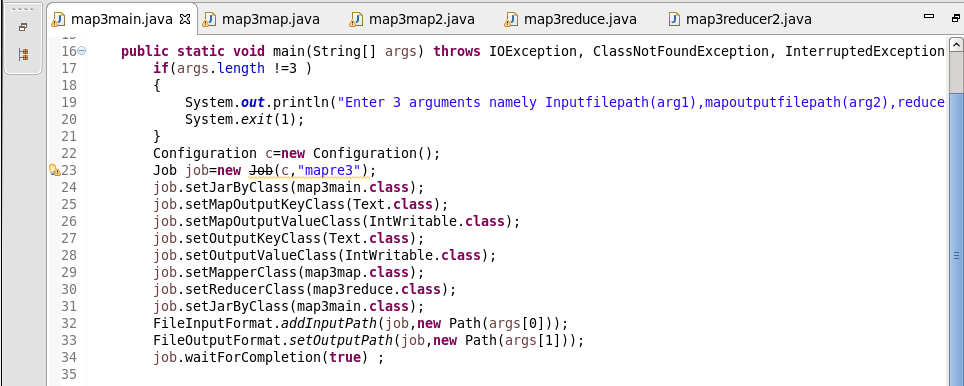 map3main.java map3map.java map3map2.java map3reduce.java map3reducer2.java
16 public static void main(String[] args) throws IOException, ClassNotFoundException, InterruptedException
17 if(args.length !=3 )
18 {
19 System.out.println("Enter 3 arguments namely Inputfilepath(arg1),mapoutputfilepath(arg2),reduce
20 System.exit(1);
21 }
22 Configuration c=new Configuration();
23 Job job=new Job(c,"mapre3");
24 job.setJarByClass(map3main.class);
25 job.setMapOutputKeyClass(Text.class);
26 job.setMapOutputValueClass(IntWritable.class);
27 job.setOutputKeyClass(Text.class);
28 job.setOutputValueClass(IntWritable.class);
29 job.setMapperClass(map3map.class);
30 job.setReducerClass(map3reduce.class);
31 job.setJarByClass(map3main.class);
32 FileInputFormat.addInputPath(job,new Path(args[0]));
33 FileOutputFormat.setOutputPath(job,new Path(args[1]));
34 job.waitForCompletion(true) ;
35